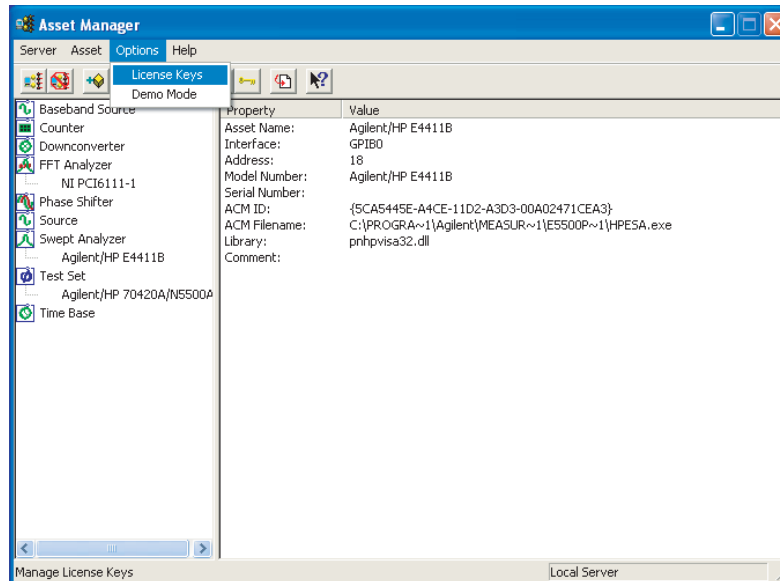 Asset Manager
Server Asset Options Help
License Keys
Demo Mode
Baseband Source
Counter
Downconverter
FFT Analyzer
NI PCI6111-1
Phase Shifter
Source
Swept Analyzer
Agilent/HP E4411B
Test Set
Agilent/HP 70420A/N5500A
Time Base
Property Value
Asset Name: Agilent/HP E4411B
Interface: GPIB0
Address: 18
Model Number: Agilent/HP E4411B
Serial Number:
ACM ID: {5CA5445E-A4CE-11D2-A3D3-00A02471CEA3}
ACM Filename: C:\PROGRA~1\Agilent\MEASUR~1\E5500P~1\HPESA.exe
Library: pnhpvisa32.dll
Comment:
Manage License Keys Local Server